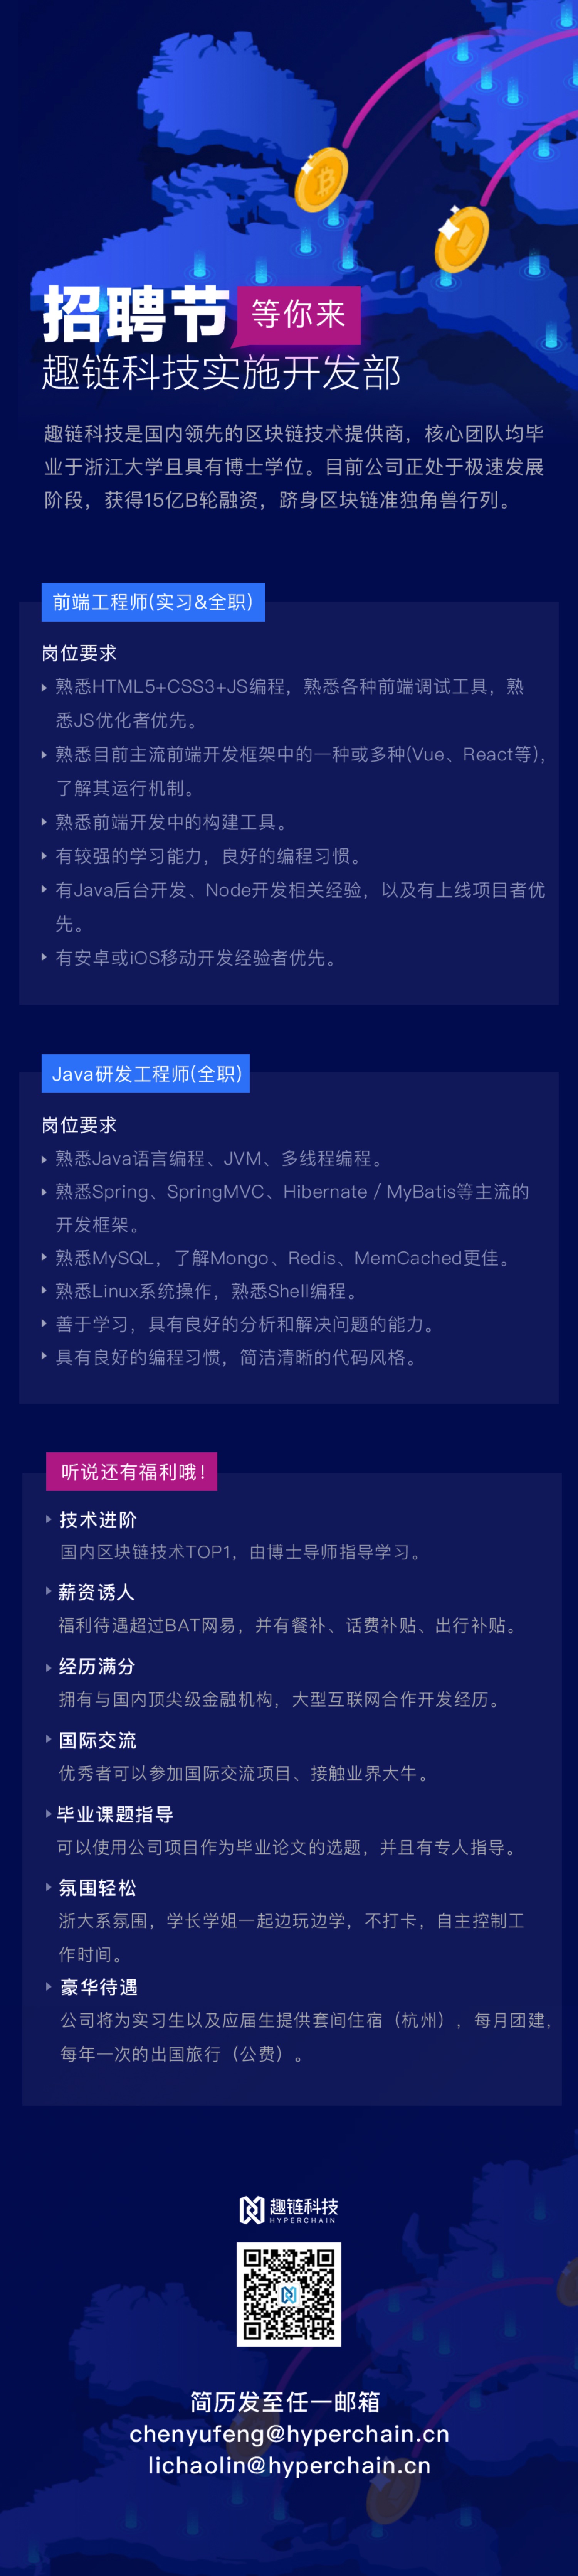 招聘节 等你来
趣链科技实施开发部
趣链科技是国内领先的区块链技术提供商，核心团队均毕
业于浙江大学且具有博士学位。目前公司正处于极速发展
阶段，获得15亿B轮融资，跻身区块链准独角兽行列。
前端工程师(实习&全职)
岗位要求
熟悉HTML5+CSS3+JS编程，熟悉各种前端调试工具，熟
悉JS优化者优先。
熟悉目前主流前端开发框架中的一种或多种(Vue、React等)，
了解其运行机制。
熟悉前端开发中的构建工具。
有较强的学习能力，良好的编程习惯。
有Java后台开发、Node开发相关经验，以及有上线项目者优
先。
有安卓或iOS移动开发经验者优先。
Java研发工程师(全职)
岗位要求
熟悉Java语言编程、JVM、多线程编程。
熟悉Spring、SpringMVC、Hibernate / MyBatis等主流的
开发框架。
熟悉MySQL，了解Mongo、Redis、MemCached更佳。
熟悉Linux系统操作，熟悉Shell编程。
善于学习，具有良好的分析和解决问题的能力。
具有良好的编程习惯，简洁清晰的代码风格。
听说还有福利哦！
技术进阶
国内区块链技术TOP1，由博士导师指导学习。
薪资诱人
福利待遇超过BAT网易，并有餐补、话费补贴、出行补贴。
经历满分
拥有与国内顶尖级金融机构，大型互联网合作开发经历。
国际交流
优秀者可以参加国际交流项目、接触业界大牛。
毕业课题指导
可以使用公司项目作为毕业论文的选题，并且有专人指导。
氛围轻松
浙大系氛围，学长学姐一起边玩边学，不打卡，自主控制工
作时间。
豪华待遇
公司将为实习生以及应届生提供套间住宿（杭州），每月团建，
每年一次的出国旅行（公费）。
趣链科技
HYPERCHAIN
简历发至任一邮箱
chenyufeng@hyperchain.cn
lichaolin@hyperchain.cn